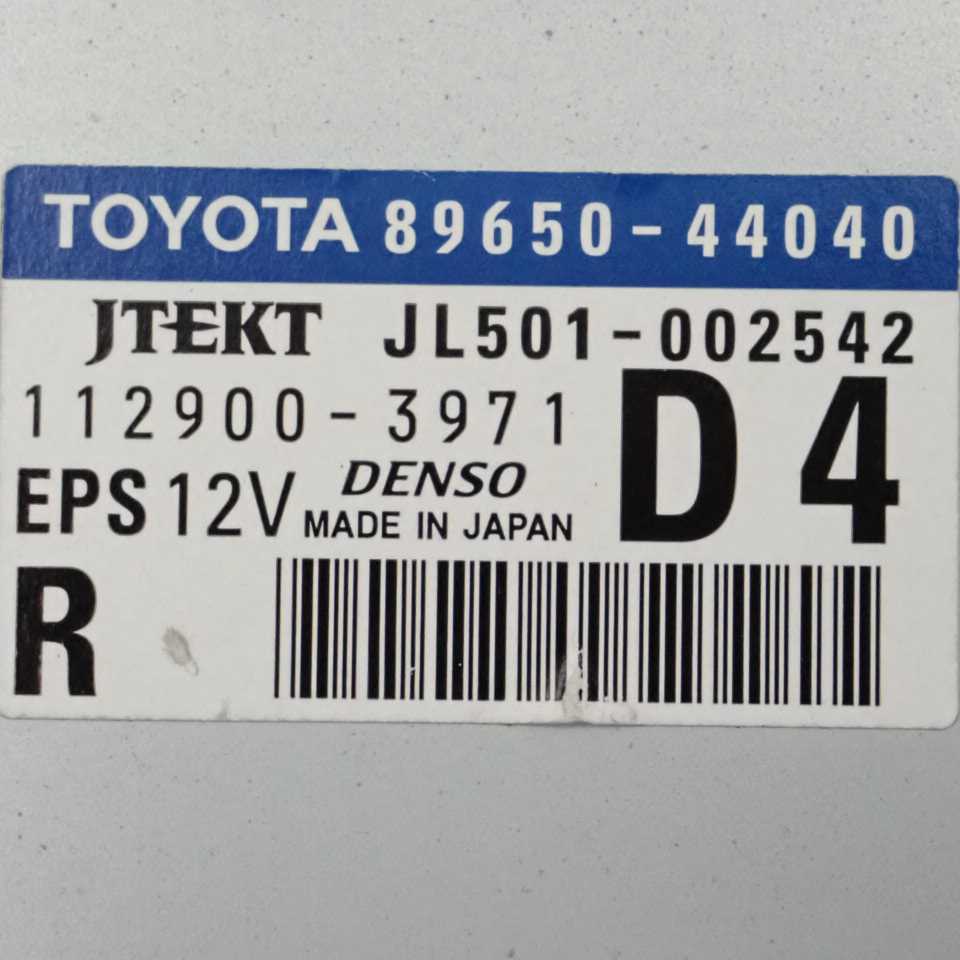 TOYOTA 89650-44040
JTEKT JL501-002542
112900-3971
D4
EPS 12V DENSO
MADE IN JAPAN
R